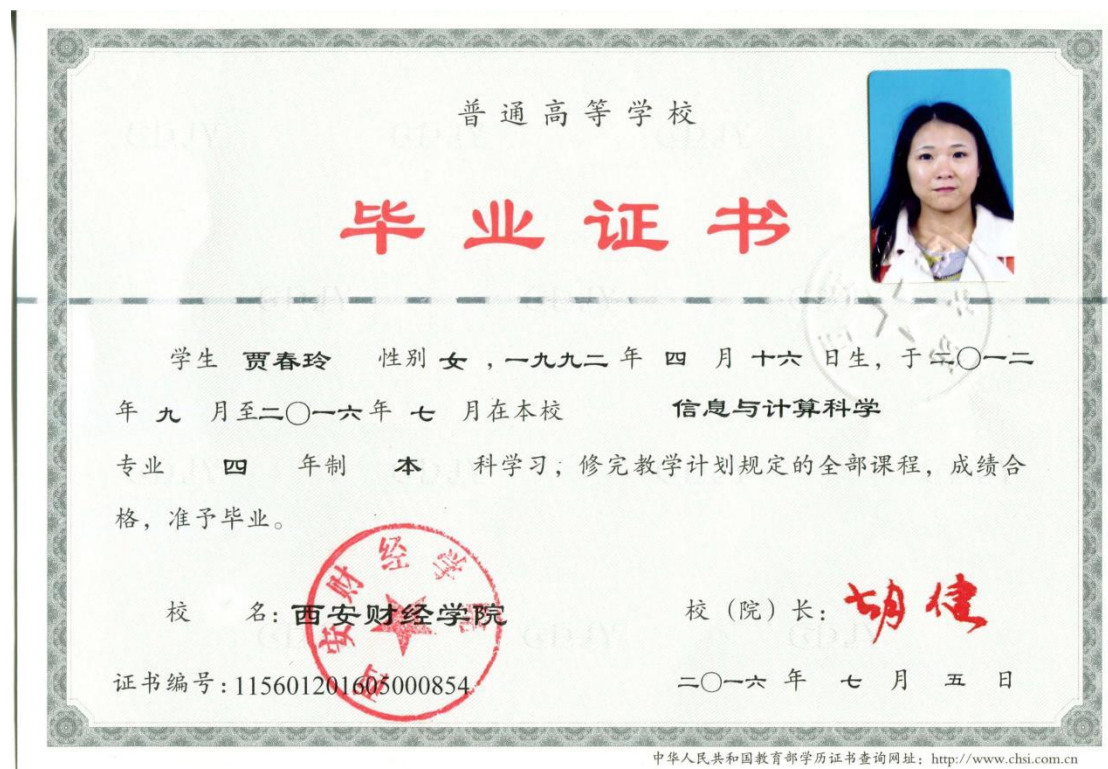 普通高等学校
毕业证书
学生 贾春玲 性别 女 ,一九九二 年 四 月 十六 日生, 于 二〇一二
年 九 月至二〇一六年 七 月在本校 信息与计算科学
专业 四 年制 本 科学习, 修完教学计划规定的全部课程, 成绩合
格, 准予毕业。
校 名: 西安财经学院
西安财经学院
校 (院) 长: 胡健
证书编号: 115601201605000854
二〇一六 年 七 月 五 日
中华人民共和国教育部学历证书查询网址: http://www.chsi.com.cn